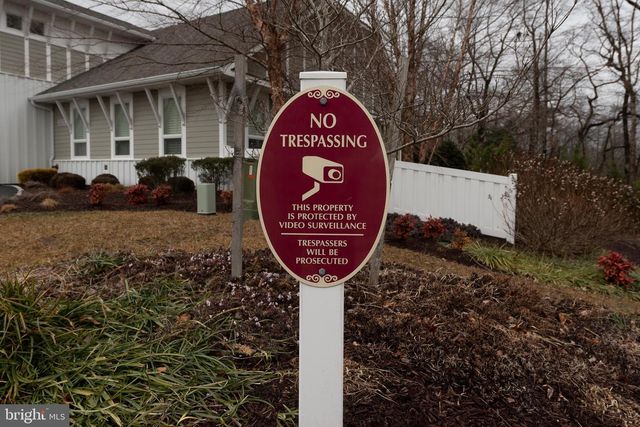 NO
TRESPASSING
THIS PROPERTY
IS PROTECTED BY
VIDEO SURVEILLANCE
TRESPASSERS
WILL BE
PROSECUTED
bright MLS